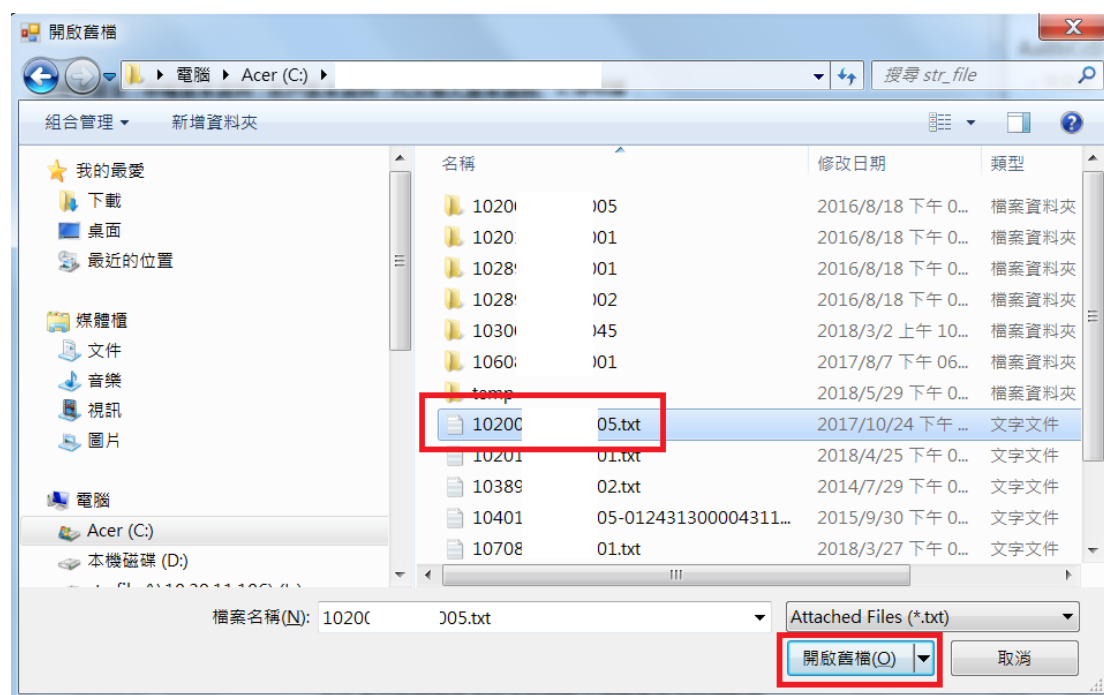 開啟舊檔
電腦 Acer (C:) 搜尋 str_file
組合管理 新增資料夾
我的最愛
下載
桌面
最近的位置
媒體櫃
文件
音樂
視訊
圖片
電腦
Acer (C:)
本機磁碟 (D:)
名稱 修改日期 類型
1020 005 2016/8/18 下午 0... 檔案資料夾
1020 001 2016/8/18 下午 0... 檔案資料夾
1028 001 2016/8/18 下午 0... 檔案資料夾
1028 002 2016/8/18 下午 0... 檔案資料夾
1030 045 2018/3/2 上午 10... 檔案資料夾
1060 001 2017/8/7 下午 06... 檔案資料夾
temp 2018/5/29 下午 0... 檔案資料夾
10200 05.txt 2017/10/24 下午 ... 文字文件
10201 01.txt 2018/4/25 下午 0... 文字文件
10389 02.txt 2014/7/29 下午 0... 文字文件
10401 05-012431300004311... 2015/9/30 下午 0... 文字文件
10708 01.txt 2018/3/27 下午 0... 文字文件
檔案名稱(N): 1020 005.txt Attached Files (*.txt)
開啟舊檔(O) 取消